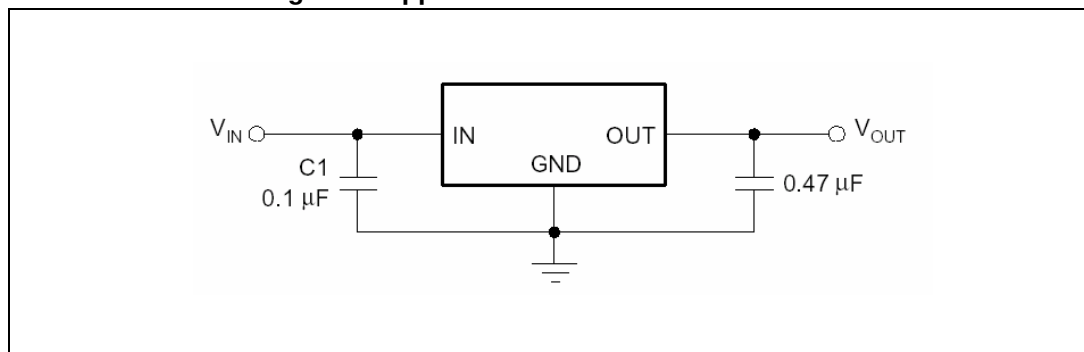 V_IN
IN
OUT
V_OUT
GND
C1
0.1 μF
0.47 μF